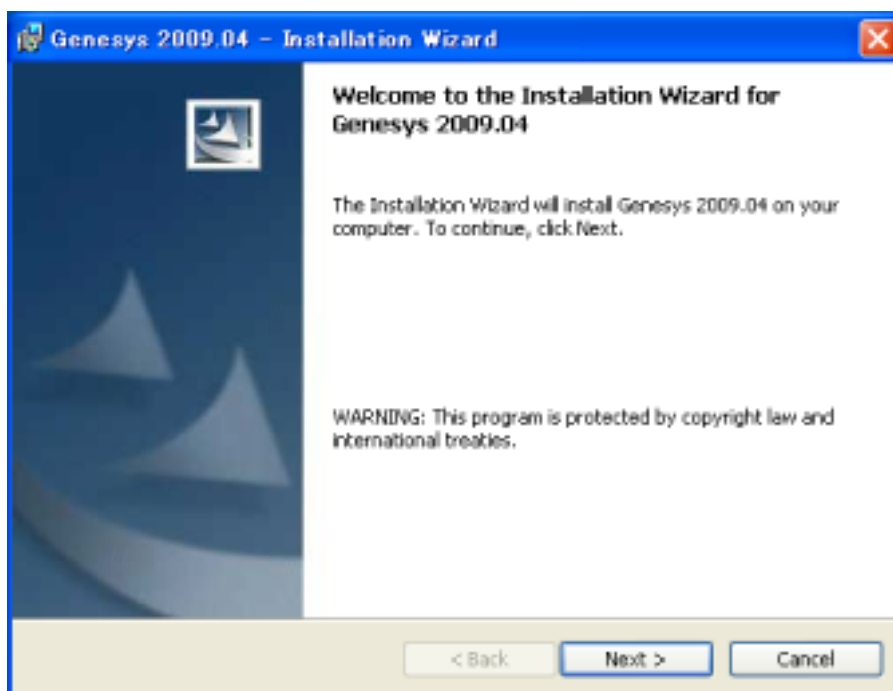 Genesys 2009.04 - Installation Wizard
Welcome to the Installation Wizard for
Genesys 2009.04
The Installation Wizard will install Genesys 2009.04 on your
computer. To continue, click Next.
WARNING: This program is protected by copyright law and
international treaties.
< Back
Next >
Cancel